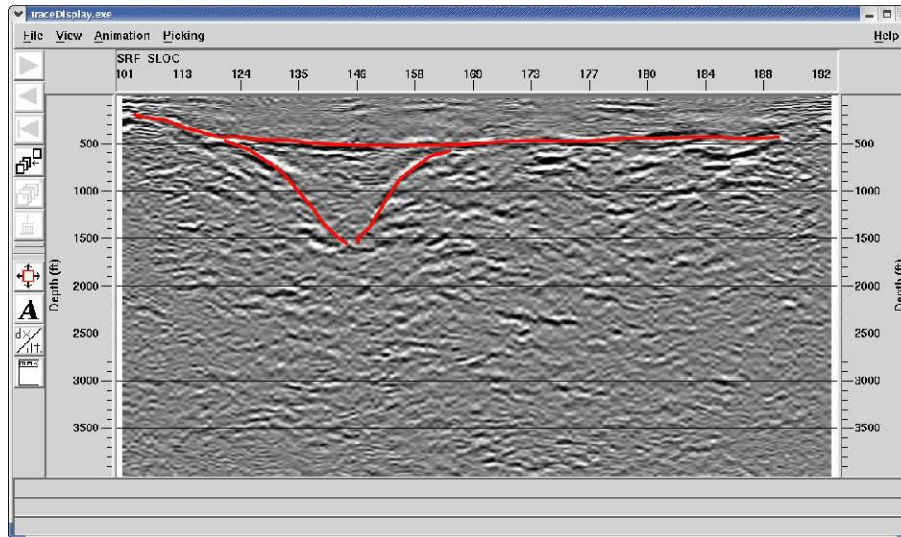 traceDisplay.exe
File View Animation Picking Help
SRF SLOC
101 113 124 135 146 158 169 173 177 180 184 188 192
500 500
1000 1000
1500 1500
2000 2000
2500 2500
3000 3000
3500 3500
Depth (ft)
Depth (ft)
A